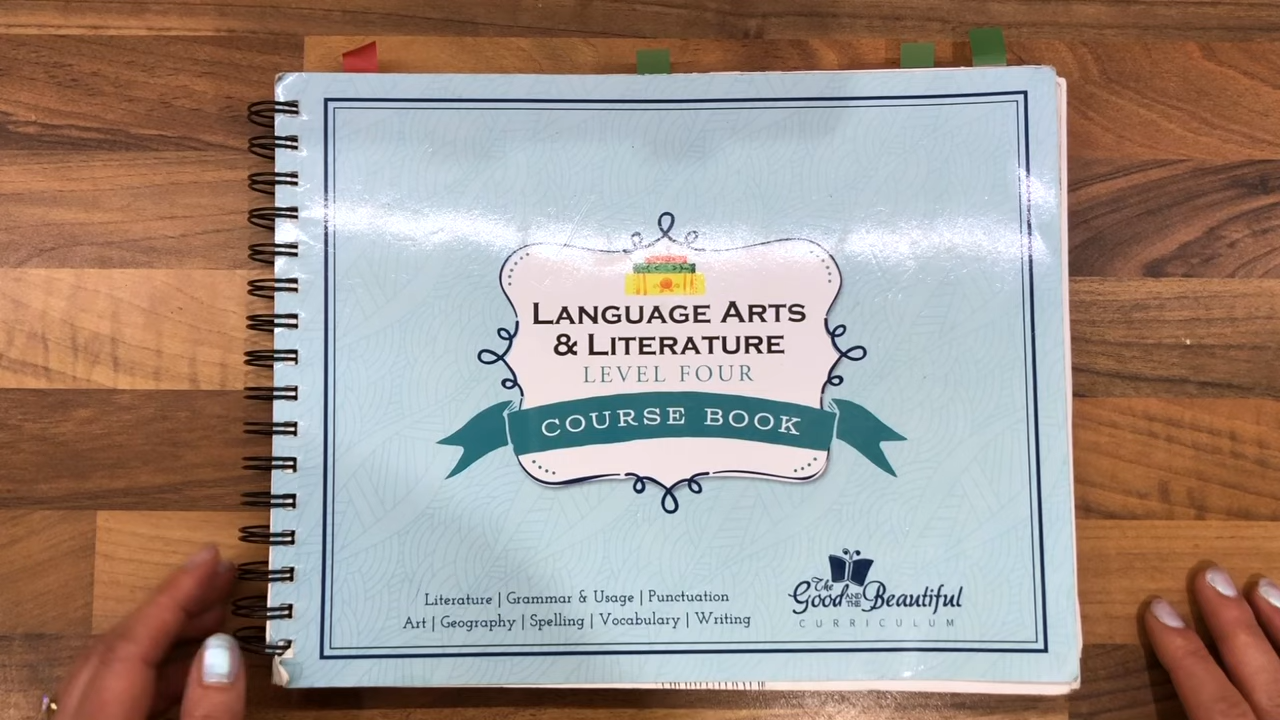 LANGUAGE ARTS
& LITERATURE
LEVEL FOUR
COURSE BOOK
Literature | Grammar & Usage | Punctuation
Art | Geography | Spelling | Vocabulary | Writing
The
Good AND THE Beautiful
CURRICULUM